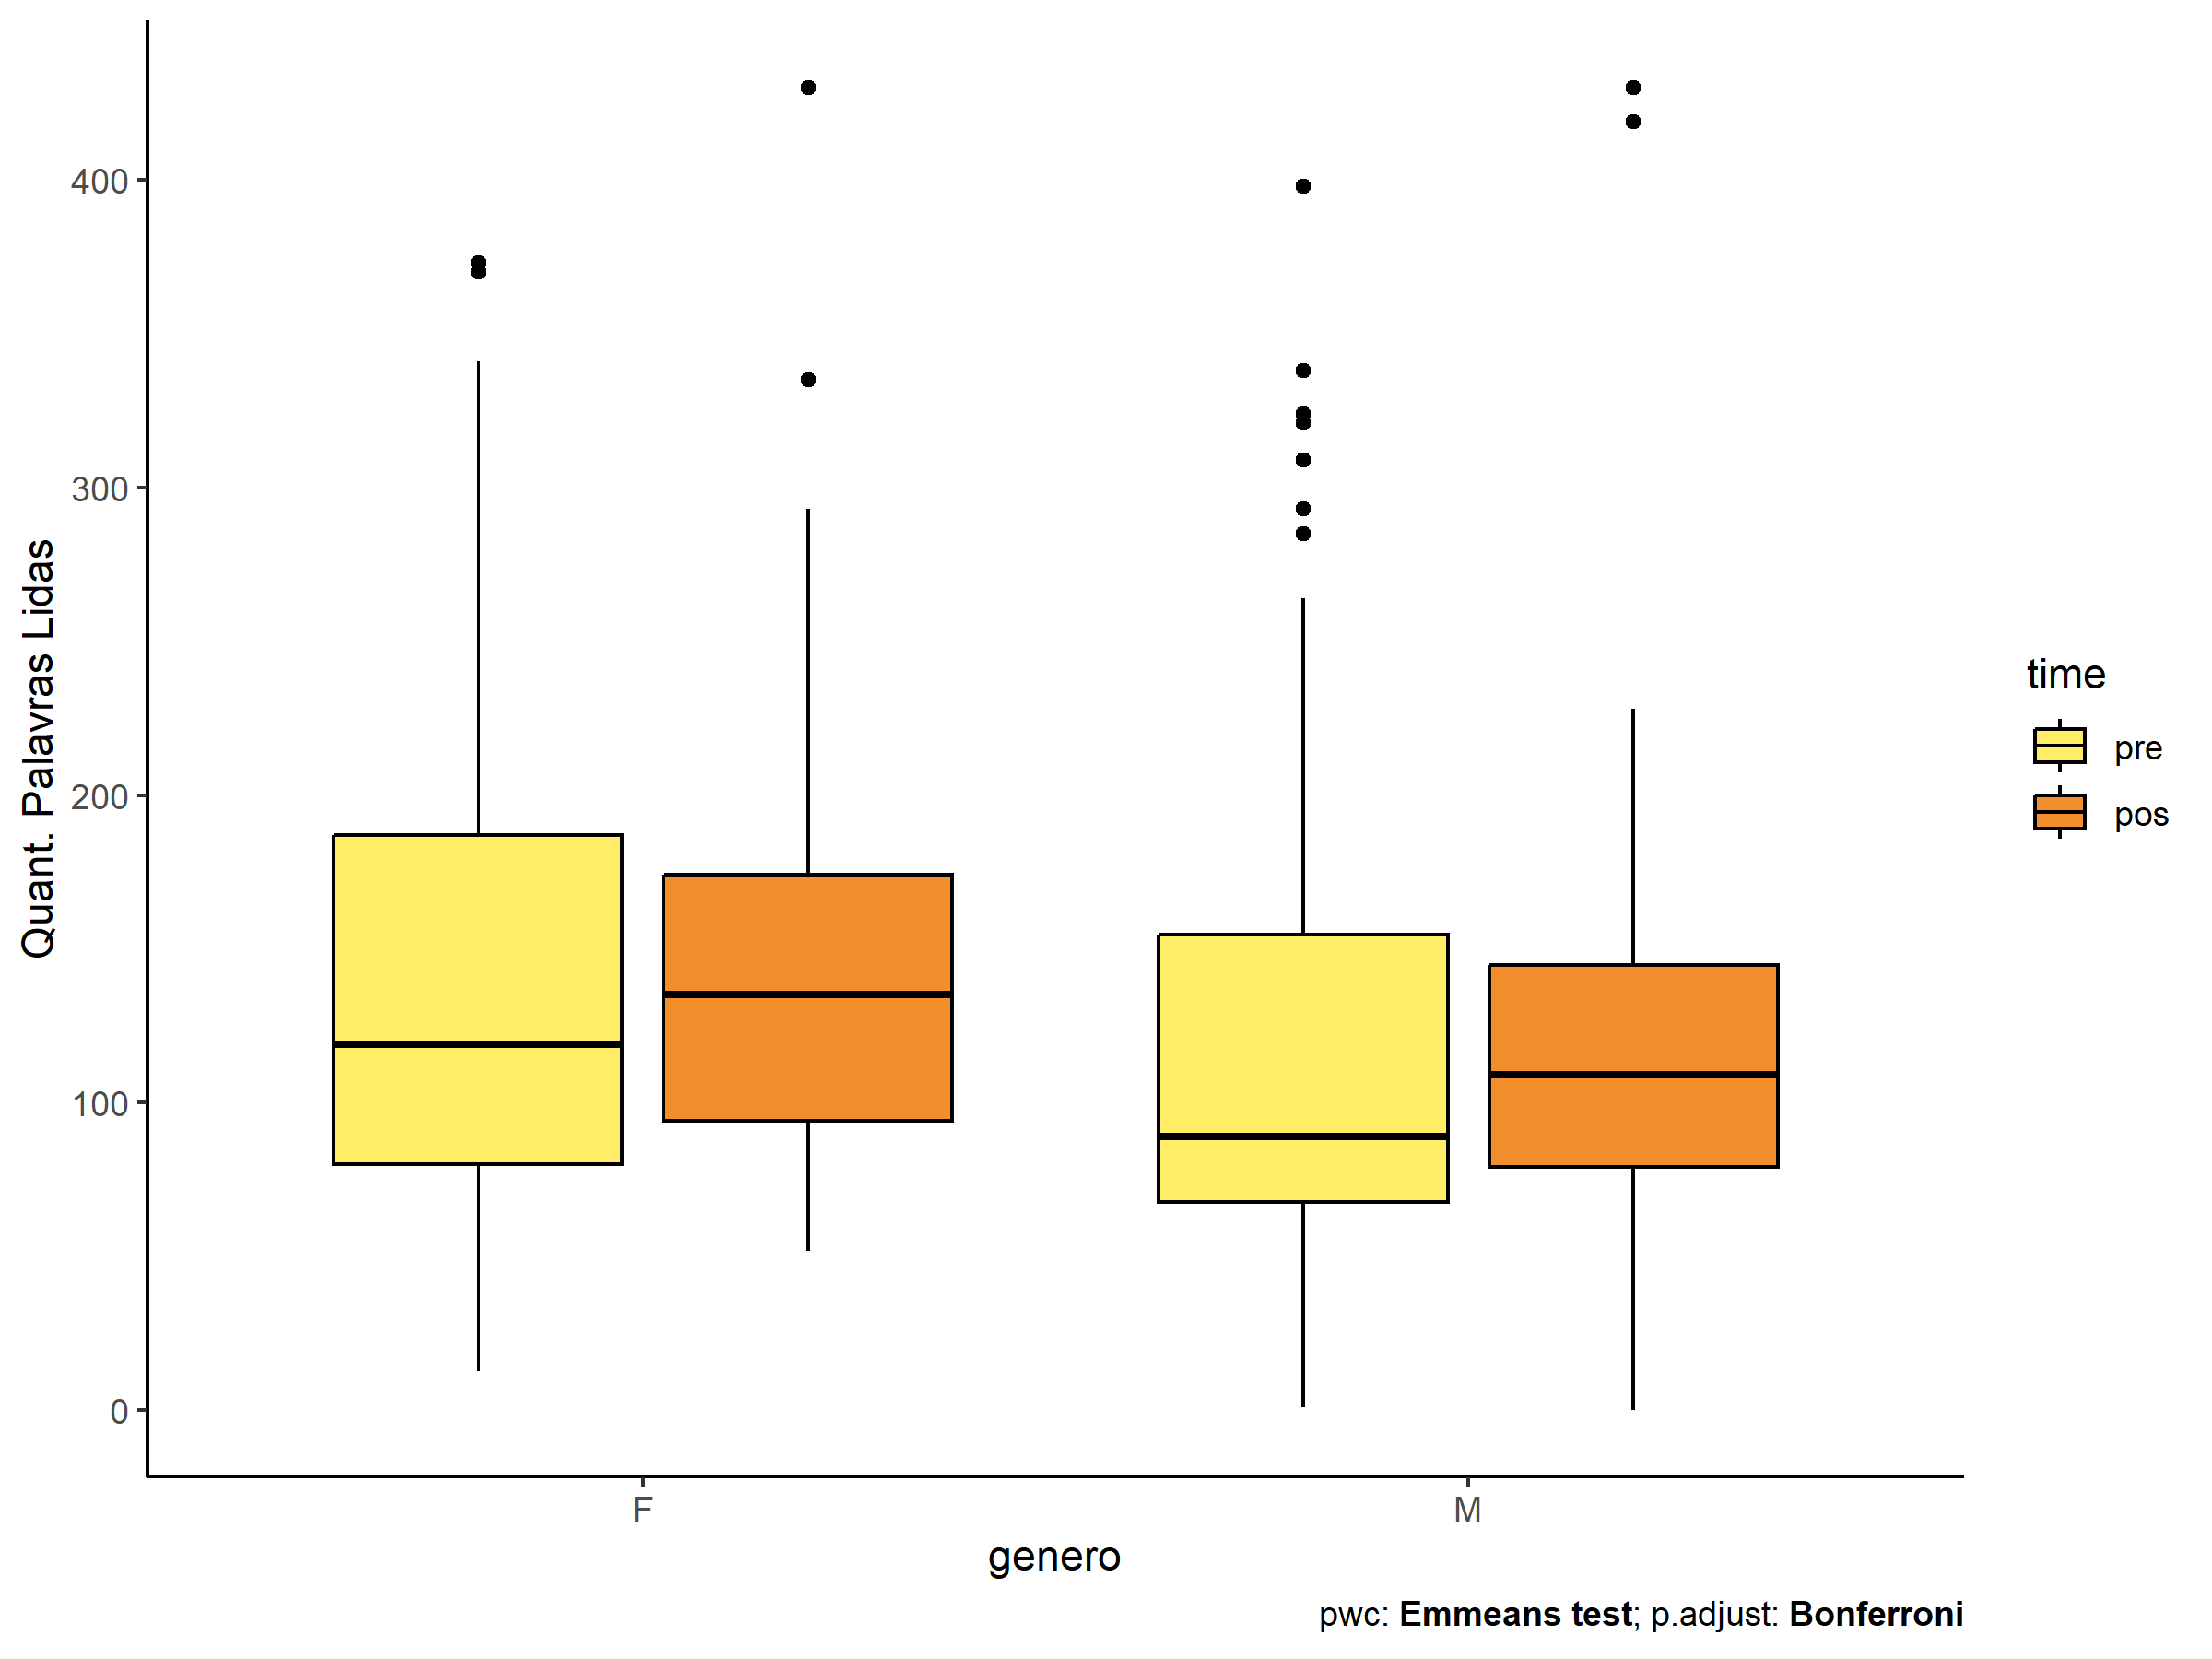 Quant. Palavras Lidas
400
300
200
100
0
F
M
genero
time
pre
pos
pwc: Emmeans test; p.adjust: Bonferroni